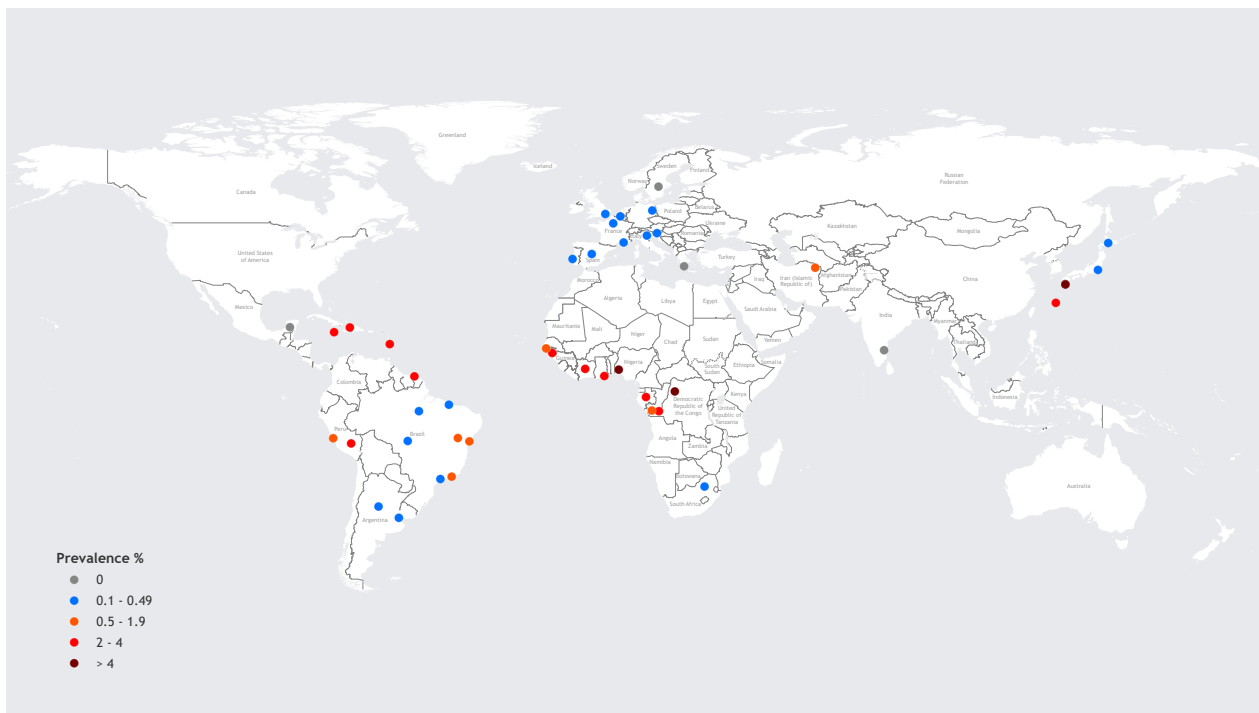 Greenland
Iceland
Sweden
Finland
Norway
Russian
Federation
Canada
Belarus
Poland
Ukraine
France
Romania
Italy
Kazakhstan
Mongolia
United States
of America
Spain
Turkey
Iraq
Iran (Islamic
Republic of)
Afghanistan
China
Morocco
Pakistan
Algeria
Libya
Egypt
Saudi Arabia
Mexico
India
Myanmar
Mauritania
Mali
Niger
Chad
Sudan
Yemen
Thailand
Guinea
Nigeria
South
Sudan
Ethiopia
Somalia
Colombia
Kenya
Indonesia
Democratic
Republic of
the Congo
United
Republic of
Tanzania
Peru
Brazil
Angola
Zambia
Namibia
Botswana
Australia
South Africa
Argentina
Prevalence %
0
0.1 - 0.49
0.5 - 1.9
2 - 4
> 4